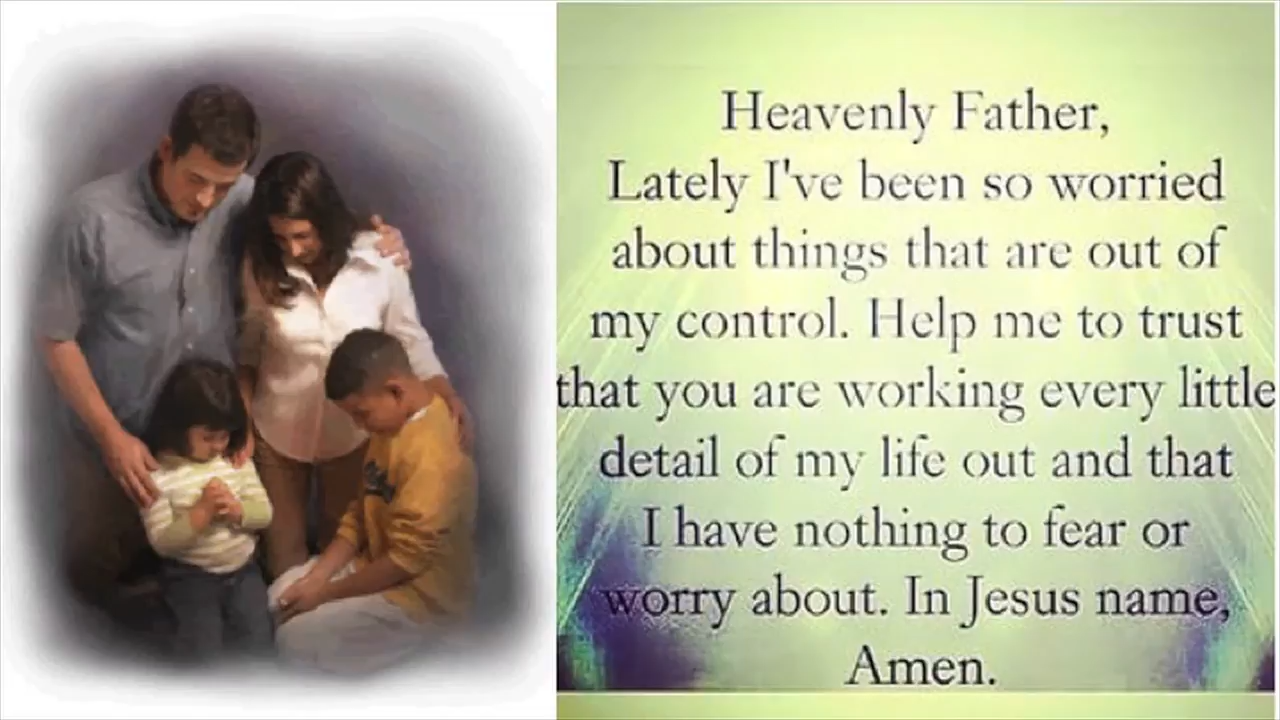 Heavenly Father,
Lately I've been so worried
about things that are out of
my control. Help me to trust
that you are working every little
detail of my life out and that
I have nothing to fear or
worry about. In Jesus name,
Amen.